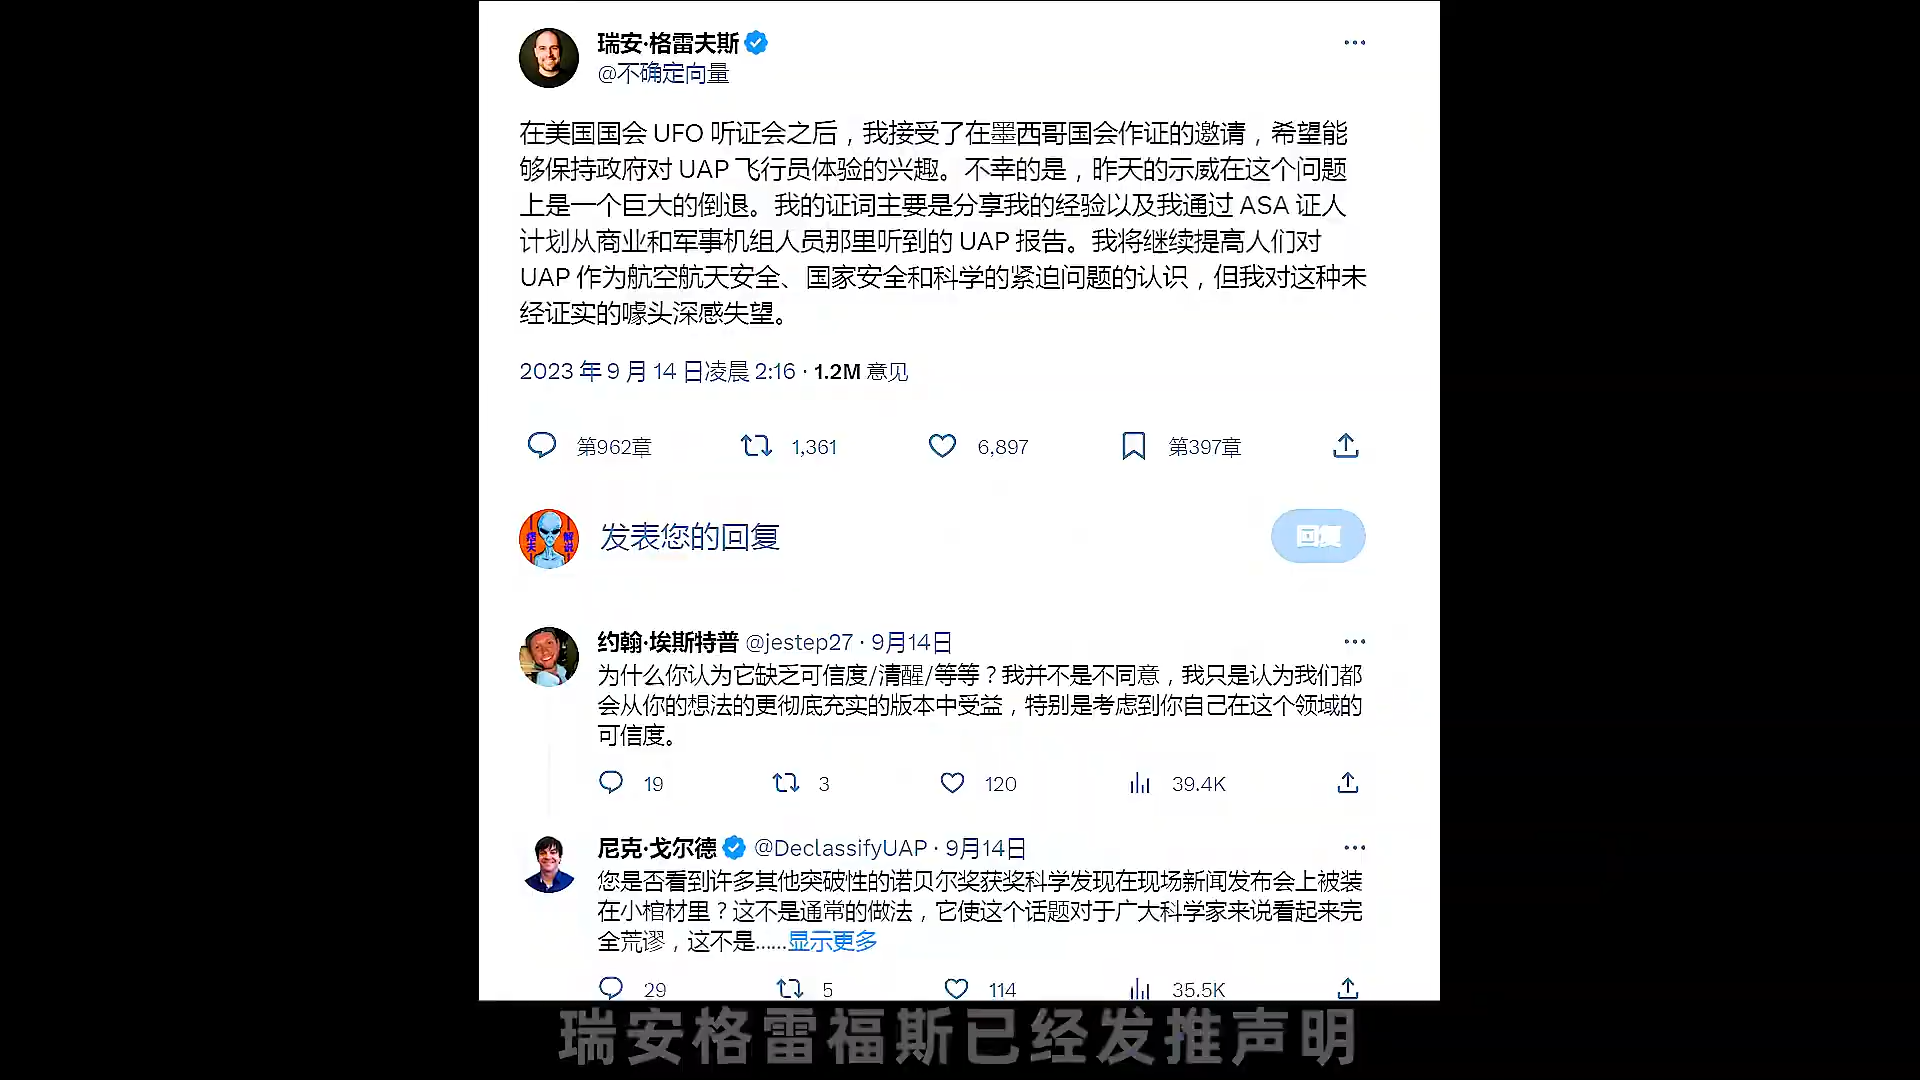 瑞安·格雷夫斯
@不确定向量
在美国国会 UFO 听证会之后，我接受了在墨西哥国会作证的邀请，希望能
够保持政府对 UAP 飞行员体验的兴趣。不幸的是，昨天的示威在这个问题
上是一个巨大的倒退。我的证词主要是分享我的经验以及我通过 ASA 证人
计划从商业和军事机组人员那里听到的 UAP 报告。我将继续提高人们对
UAP 作为航空航天安全、国家安全和科学的紧迫问题的认识，但我对这种未
经证实的噱头深感失望。
2023 年 9 月 14 日凌晨 2:16 · 1.2M 意见
第962章 1,361 6,897 第397章
痞夫 解说
发表您的回复
回复
约翰·埃斯特普 @jestep27 · 9月14日
为什么你认为它缺乏可信度/清醒/等等？我并不是不同意，我只是认为我们都
会从你的想法的更彻底充实的版本中受益，特别是考虑到你自己在这个领域的
可信度。
19 3 120 39.4K
尼克·戈尔德 @DeclassifyUAP · 9月14日
您是否看到许多其他突破性的诺贝尔奖获奖科学发现在现场新闻发布会上被装
在小棺材里？这不是通常的做法，它使这个话题对于广大科学家来说看起来完
全荒谬，这不是......显示更多
29 5 114 35.5K
瑞安格雷福斯已经发推声明